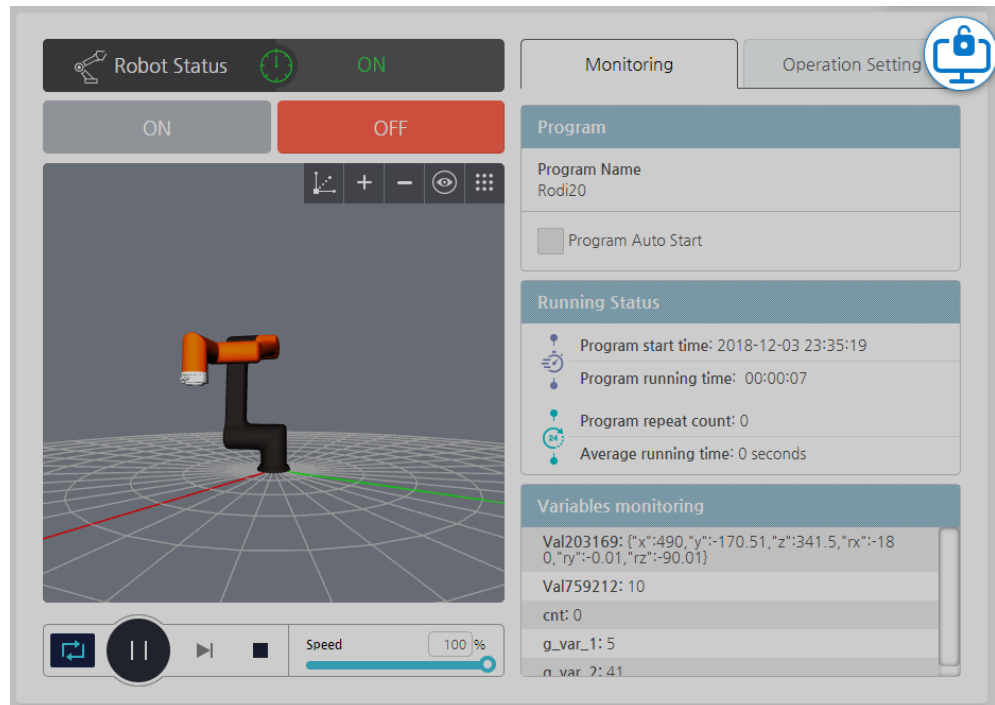 Robot Status
ON
ON
OFF
Speed
100 %
Monitoring
Operation Setting
Program
Program Name
Rodi20
Program Auto Start
Running Status
Program start time: 2018-12-03 23:35:19
Program running time: 00:00:07
24
Program repeat count: 0
Average running time: 0 seconds
Variables monitoring
Val203169: {"x":490,"y":-170.51,"z":341.5,"rx":-18
0,"ry":-0.01,"rz":-90.01}
Val759212: 10
cnt: 0
g_var_1: 5
g_var_2: 41